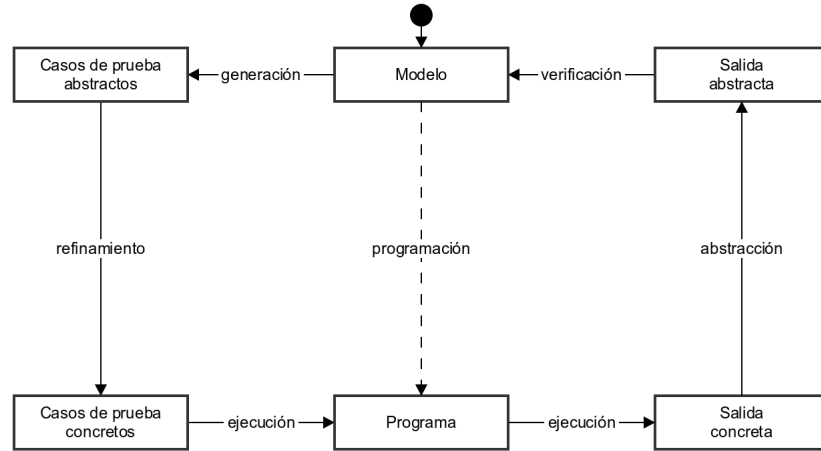 Casos de prueba
abstractos
generación
Modelo
verificación
Salida
abstracta
refinamiento
programación
abstracción
Casos de prueba
concretos
ejecución
Programa
ejecución
Salida
concreta